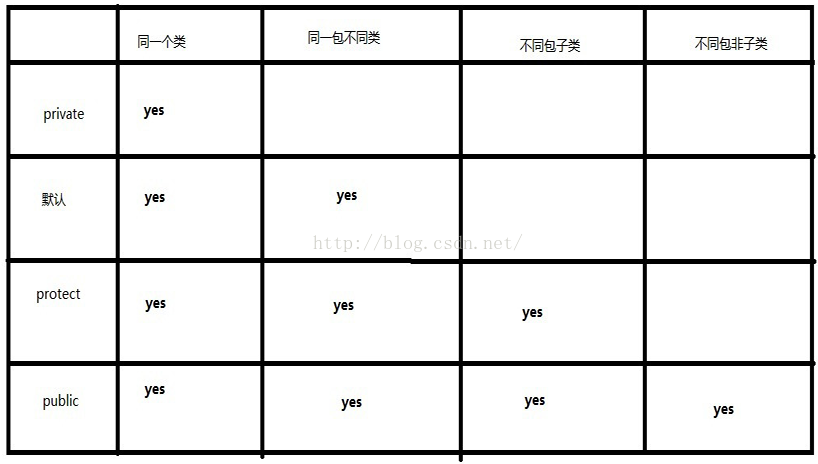 同一个类 同一包不同类 不同包子类 不同包非子类
private yes
默认 yes yes
http://blog.csdn.net/
protect yes yes yes
public yes yes yes yes